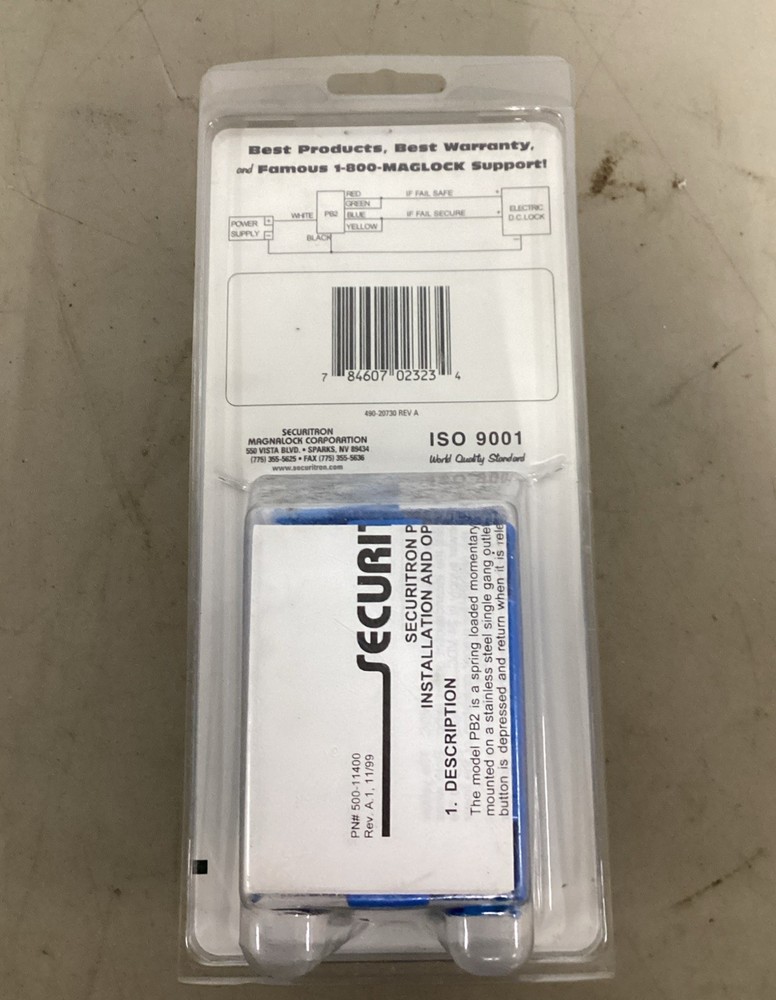 Best Products, Best Warranty,
and Famous 1-800-MAGLOCK Support!
POWER
SUPPLY
+
-
WHITE
PB2
BLACK
RED
GREEN
BLUE
YELLOW
IF FAIL SAFE
IF FAIL SECURE
+
+
-
ELECTRIC
D.C.LOCK
7 84607 02323 4
490-20730 REV A
SECURITRON
MAGNALOCK CORPORATION
550 VISTA BLVD. • SPARKS, NV 89434
(775) 355-5625 • FAX (775) 355-5636
www.securitron.com
ISO 9001
World Quality Standard
PN# 500-11400
Rev. A.1, 11/99
SECURIT
SECURITRON P
INSTALLATION AND OP
1. DESCRIPTION
The model PB2 is a spring loaded momentary
mounted on a stainless steel single gang outle
button is depressed and return when it is rele